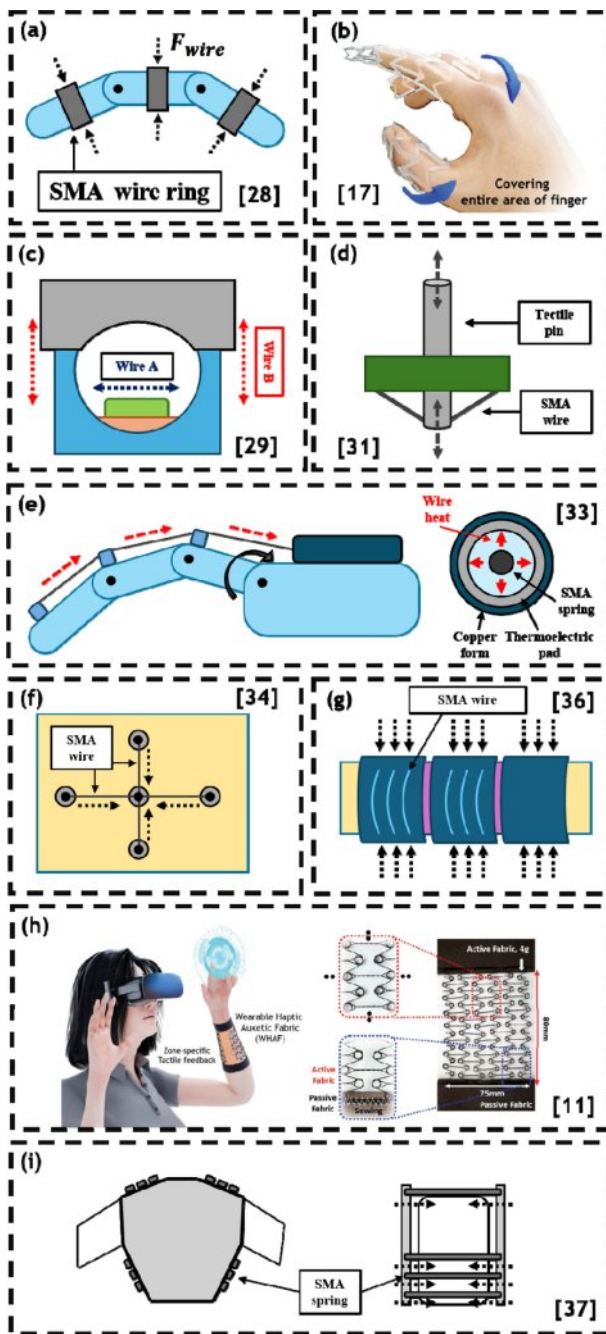 (a)
F_wire
SMA wire ring
[28]
(b)
[17]
Covering
entire area of finger
(c)
Wire A
Wire B
[29]
(d)
Tectile
pin
SMA
wire
[31]
(e)
[33]
Wire
heat
SMA
spring
Copper
form
Thermoelectric
pad
(f)
[34]
SMA
wire
(g)
SMA wire
[36]
(h)
Wearable Haptic
Auxetic Fabric
(WHAF)
Zone-specific
Tactile feedback
Active
Fabric
Passive
Fabric
Sewing
Active Fabric, 4g
80mm
75mm
Passive Fabric
[11]
(i)
SMA
spring
[37]